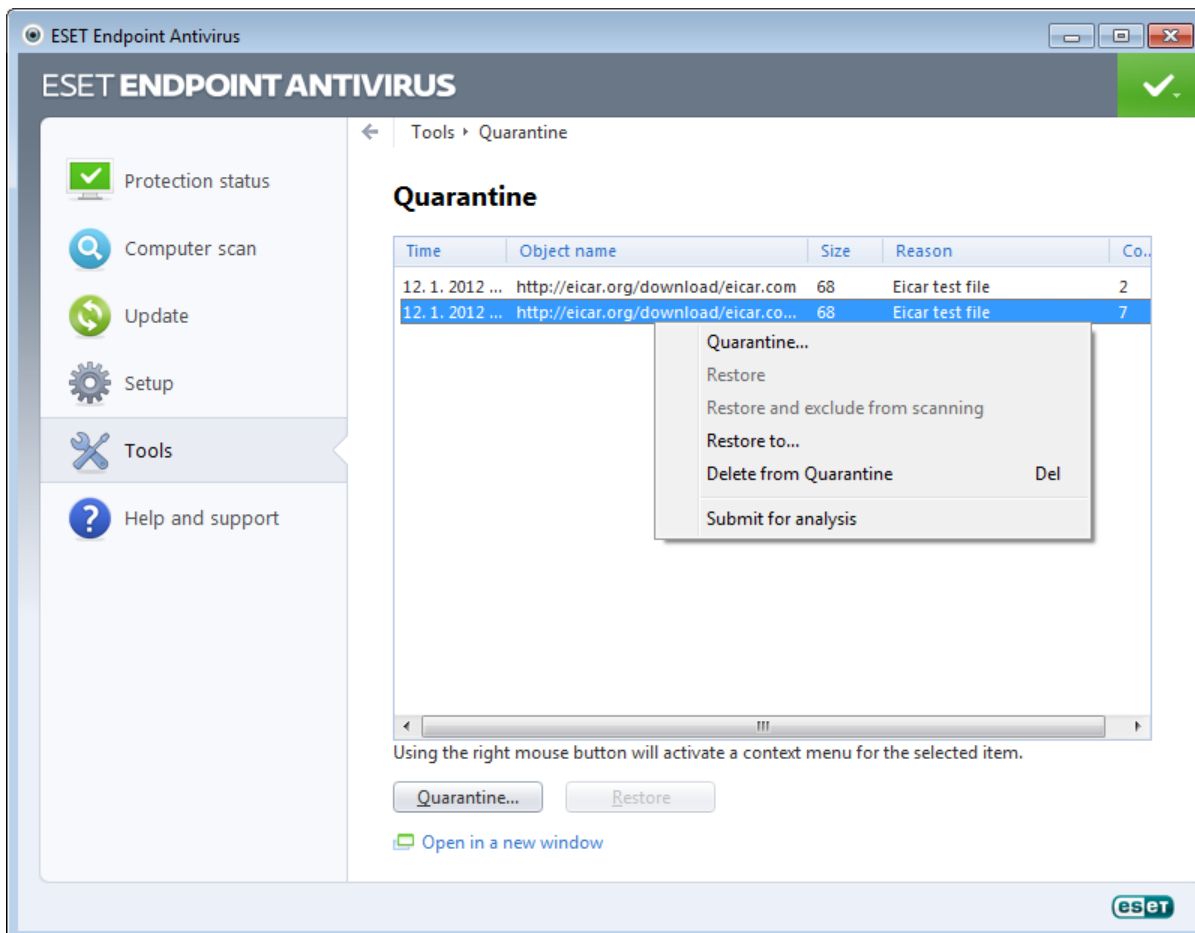 ESET Endpoint Antivirus
ESET ENDPOINT ANTIVIRUS
Tools ▸ Quarantine
Protection status
Computer scan
Update
Setup
Tools
Help and support
Quarantine
Time Object name Size Reason Co..
12. 1. 2012 ... http://eicar.org/download/eicar.com 68 Eicar test file 2
12. 1. 2012 ... http://eicar.org/download/eicar.co... 68 Eicar test file 7
Quarantine...
Restore
Restore and exclude from scanning
Restore to...
Delete from Quarantine Del
Submit for analysis
Using the right mouse button will activate a context menu for the selected item.
Quarantine... Restore
Open in a new window
eset